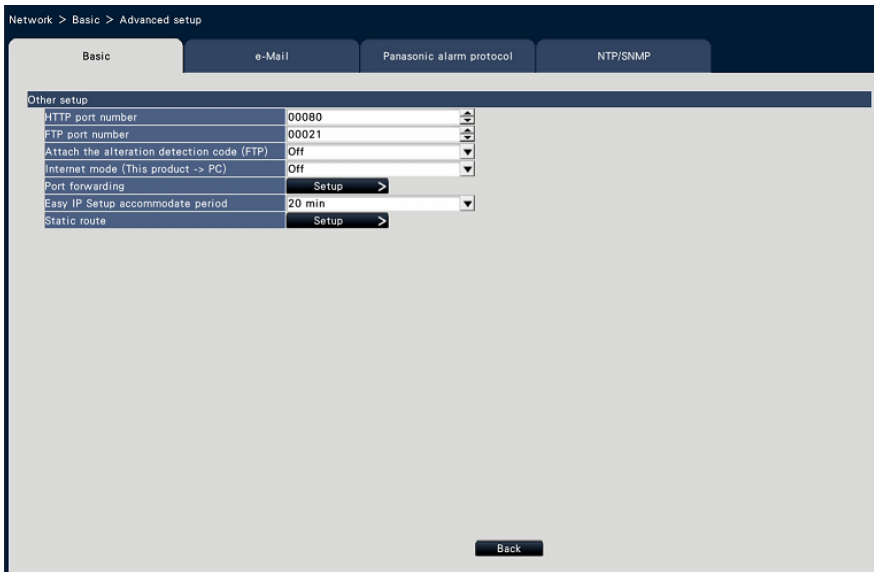 Network > Basic > Advanced setup
Basic e-Mail Panasonic alarm protocol NTP/SNMP
Other setup
HTTP port number 00080
FTP port number 00021
Attach the alteration detection code (FTP) Off
Internet mode (This product -> PC) Off
Port forwarding Setup >
Easy IP Setup accommodate period 20 min
Static route Setup >
Back